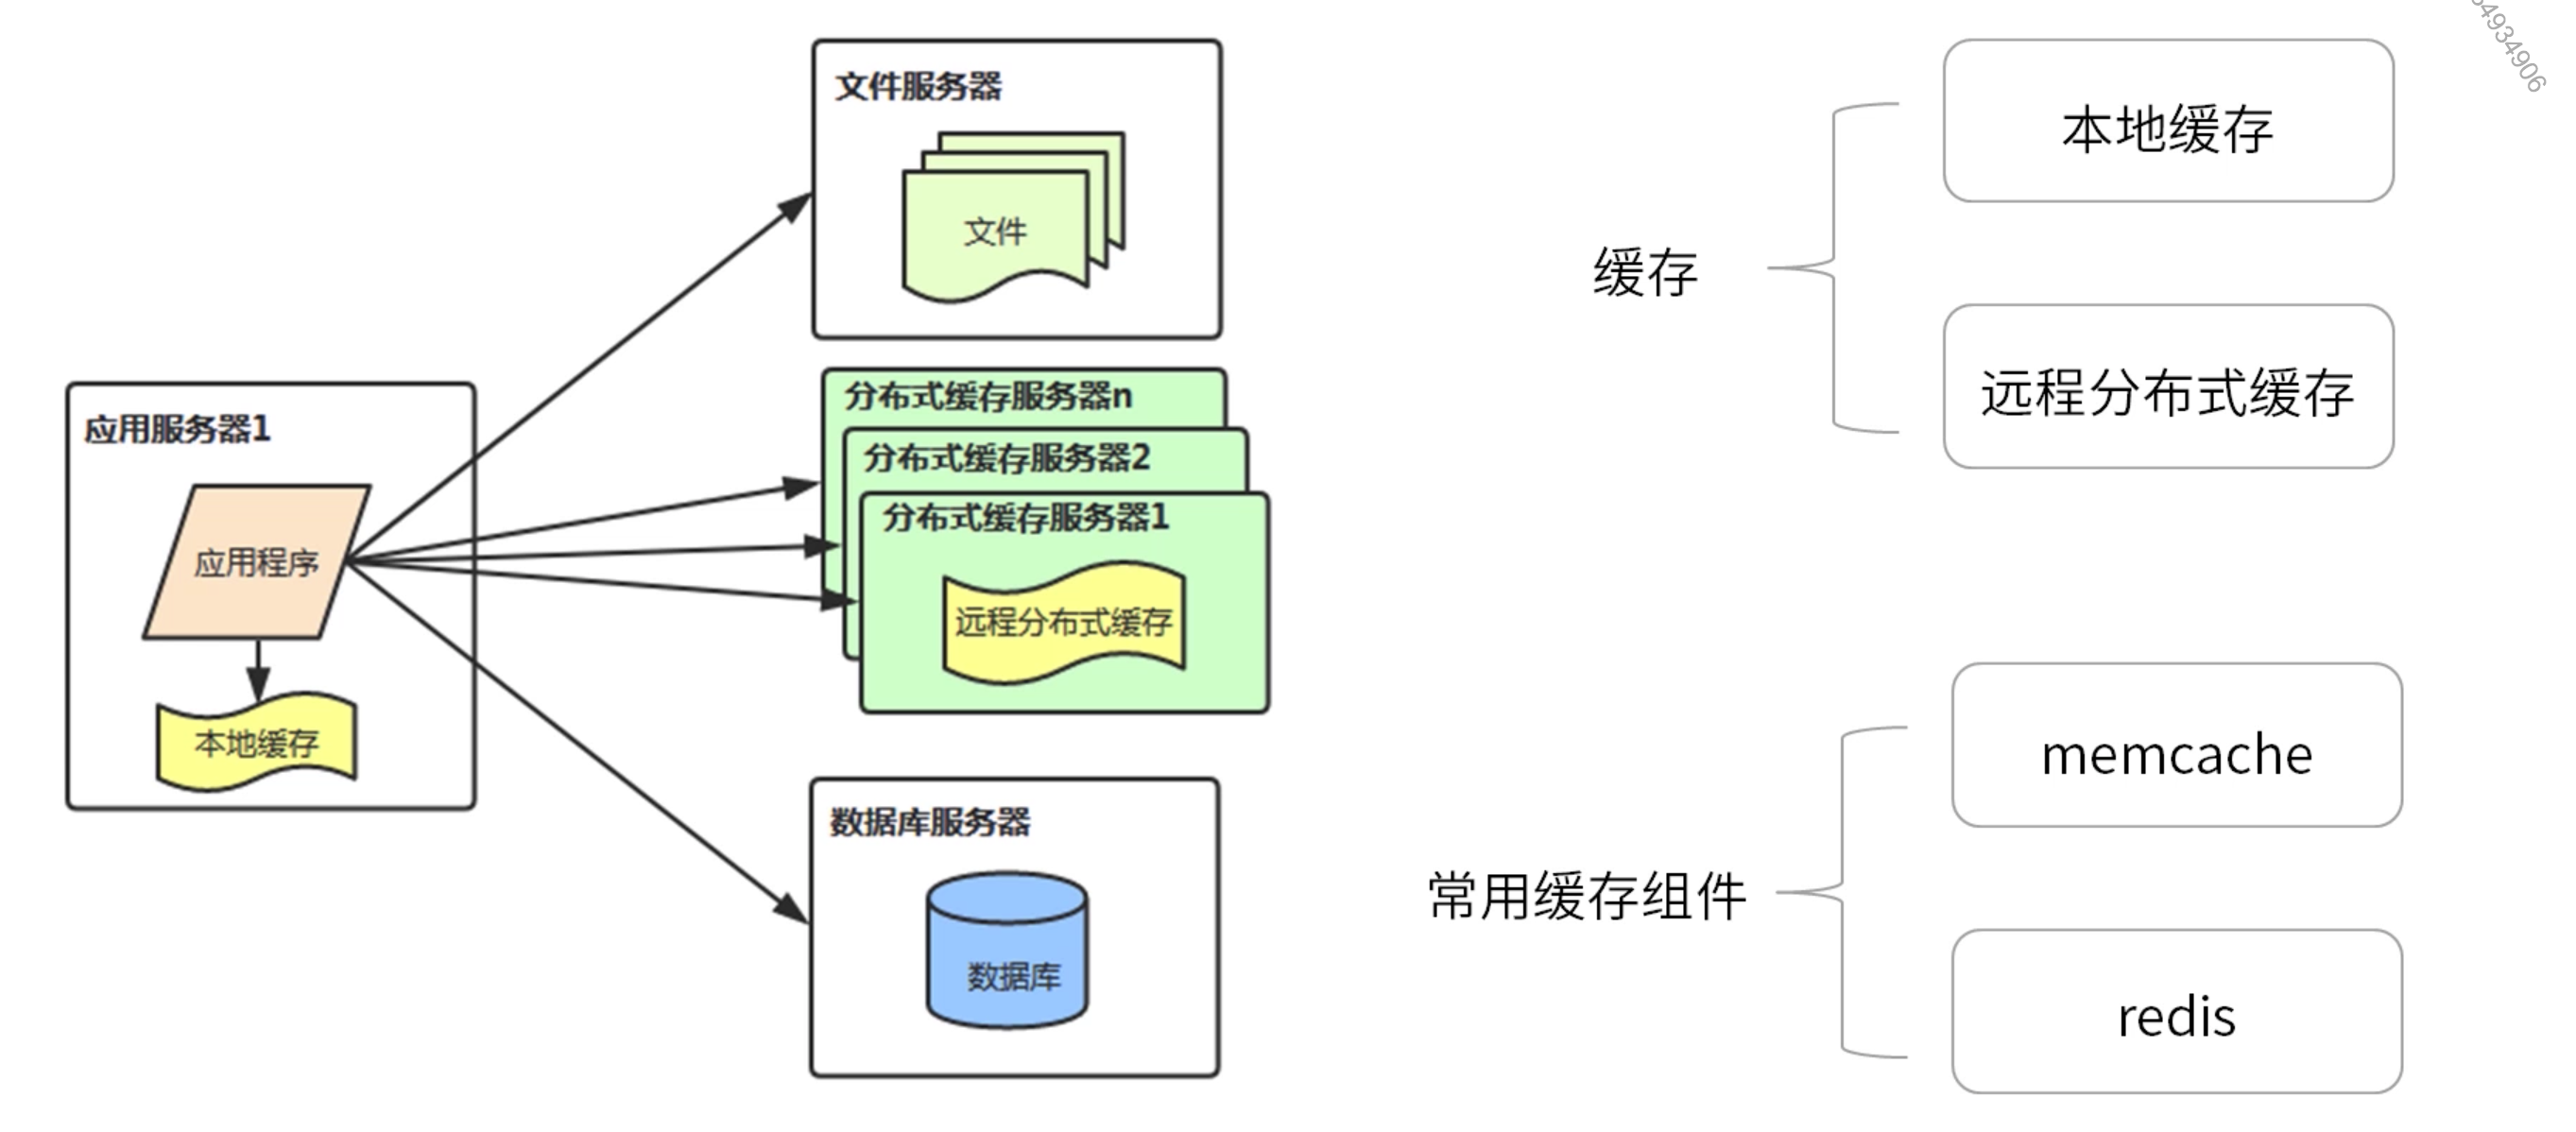 文件服务器
文件
应用服务器1
应用程序
本地缓存
分布式缓存服务器n
分布式缓存服务器2
分布式缓存服务器1
远程分布式缓存
数据库服务器
数据库
缓存
本地缓存
远程分布式缓存
常用缓存组件
memcache
redis